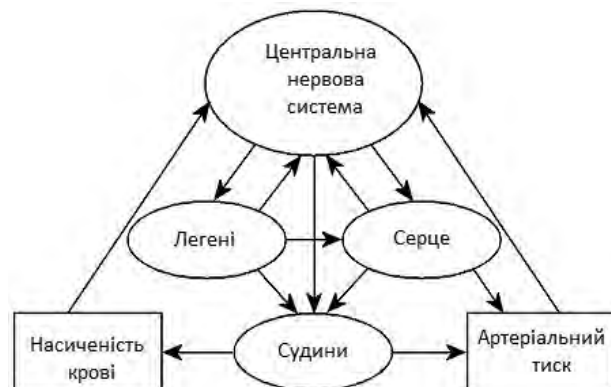 Центральна
нервова
система
Легені
Серце
Насиченість
крові
Судини
Артеріальний
тиск